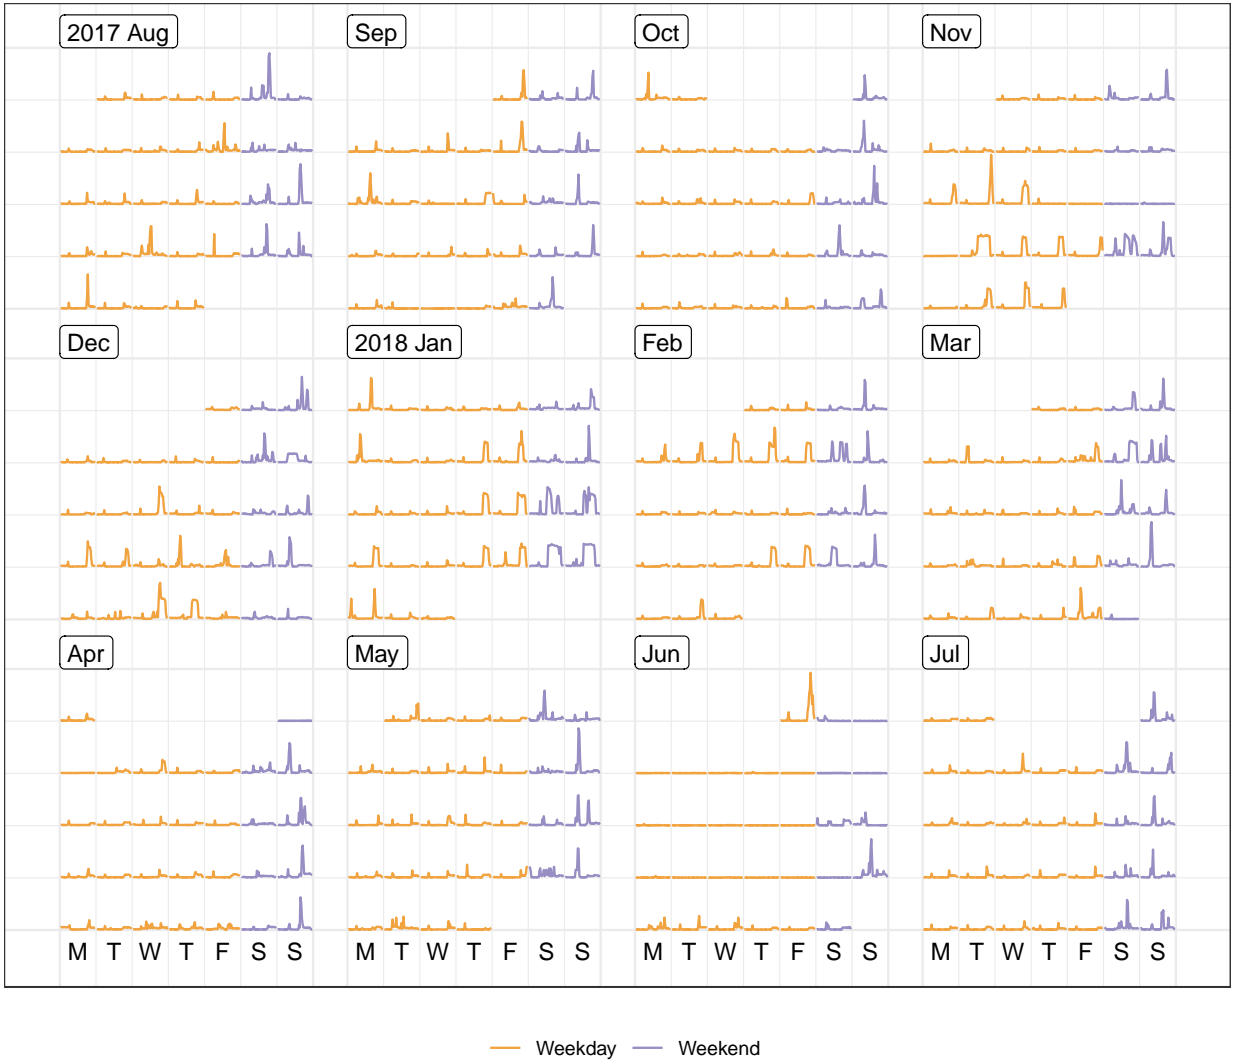 2017 Aug Sep Oct Nov
Dec 2018 Jan Feb Mar
Apr May Jun Jul
M T W T F S S M T W T F S S M T W T F S S M T W T F S S
Weekday Weekend